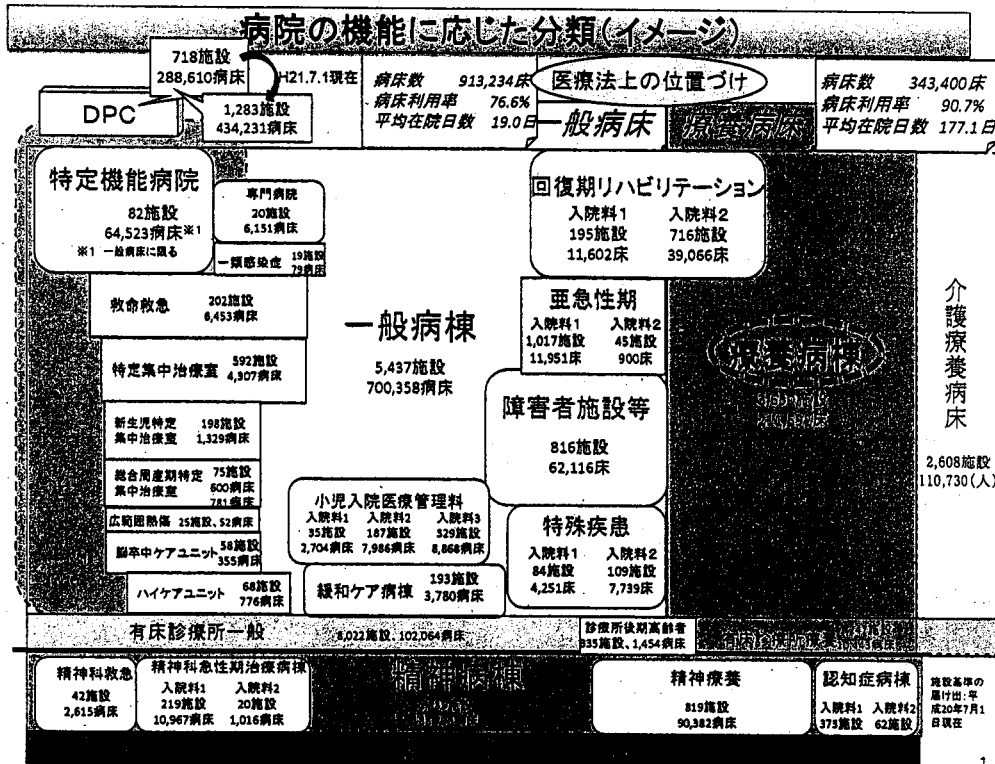 病院の機能に応じた分類(イメージ)
718施設
288,610病床
H21.7.1現在
1,283施設
434,231病床
DPC
病床数 913,234床
病床利用率 76.6%
平均在院日数 19.0日
医療法上の位置づけ
一般病床
療養病床
病床数 343,400床
病床利用率 90.7%
平均在院日数 177.1日
特定機能病院
82施設
64,523病床※1
※1 一般病床に限る
専門病院
20施設
6,151病床
一類感染症
19施設
79病床
救命救急
202施設
6,453病床
特定集中治療室
592施設
4,307病床
新生児特定
集中治療室
198施設
1,329病床
総合周産期特定
集中治療室
75施設
600病床
781病床
広範囲熱傷 25施設、52病床
脳卒中ケアユニット
58施設
355病床
ハイケアユニット
68施設
776病床
一般病棟
5,437施設
700,358病床
小児入院医療管理料
入院料1 入院料2 入院料3
35施設 187施設 329施設
2,704病床 7,986病床 8,868病床
緩和ケア病棟
193施設
3,780病床
回復期リハビリテーション
入院料1 入院料2
195施設 716施設
11,602床 39,066床
亜急性期
入院料1 入院料2
1,017施設 45施設
11,951床 900床
障害者施設等
816施設
62,116床
特殊疾患
入院料1 入院料2
84施設 109施設
4,251床 7,739床
療養病棟
介護療養病床
2,608施設
110,730(人)
有床診療所一般
8,022施設、102,064病床
診療所後期高齢者
335施設、1,454病床
精神科救急
42施設
2,615病床
精神科急性期治療病棟
入院料1 入院料2
219施設 20施設
10,967病床 1,016病床
精神病棟
精神療養
819施設
90,382病床
認知症病棟
入院料1 入院料2
373施設 62施設
施設基準の
届け出:平
成20年7月1
日現在
1